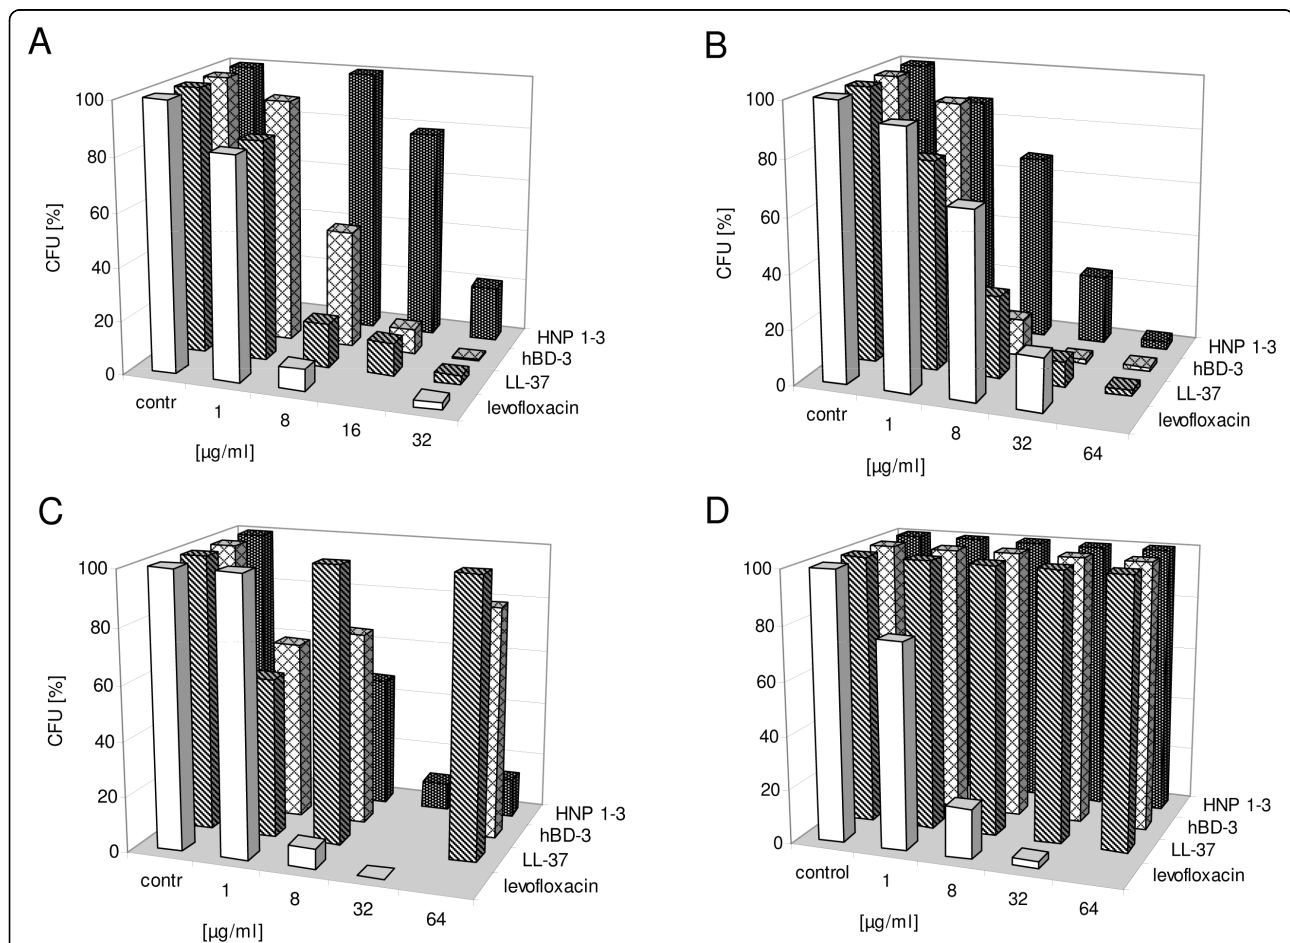 A
CFU [%]
100
80
60
40
20
0
contr
1
8
16
32
[µg/ml]
HNP 1-3
hBD-3
LL-37
levofloxacin
B
CFU [%]
100
80
60
40
20
0
contr
1
8
32
64
[µg/ml]
HNP 1-3
hBD-3
LL-37
levofloxacin
C
CFU [%]
100
80
60
40
20
0
contr
1
8
32
64
[µg/ml]
HNP 1-3
hBD-3
LL-37
levofloxacin
D
100
80
60
40
20
0
control
1
8
32
[µg/ml]
HNP 1-3
hBD-3
LL-37
levofloxacin